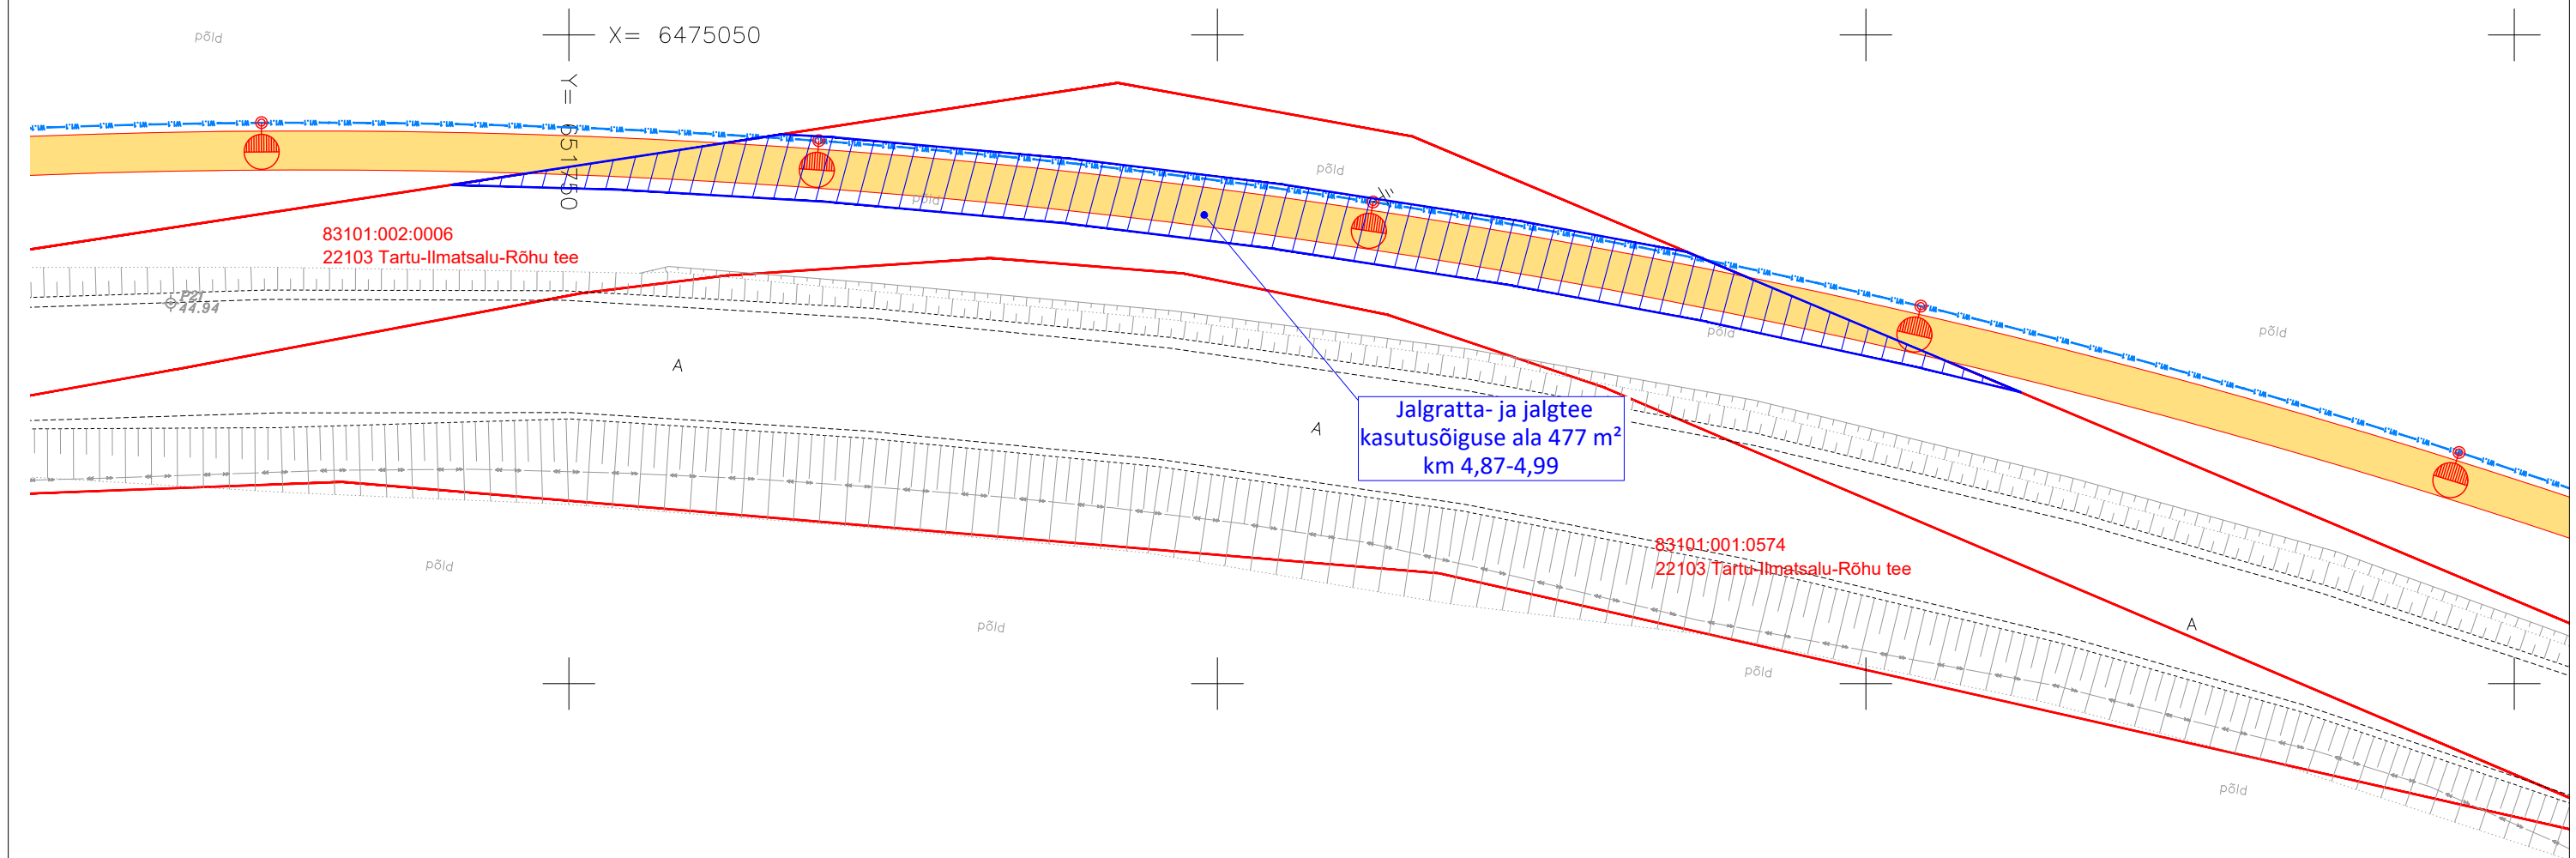 põld
X= 6475050
Y= 651750
põld
põld
83101:002:0006
22103 Tartu-Ilmatsalu-Rõhu tee
P21
44.94
põld
põld
A
Jalgratta- ja jalgtee
kasutusõiguse ala 477 m²
km 4,87-4,99
A
83101:001:0574
22103 Tartu-Ilmatsalu-Rõhu tee
põld
põld
A
põld
põld